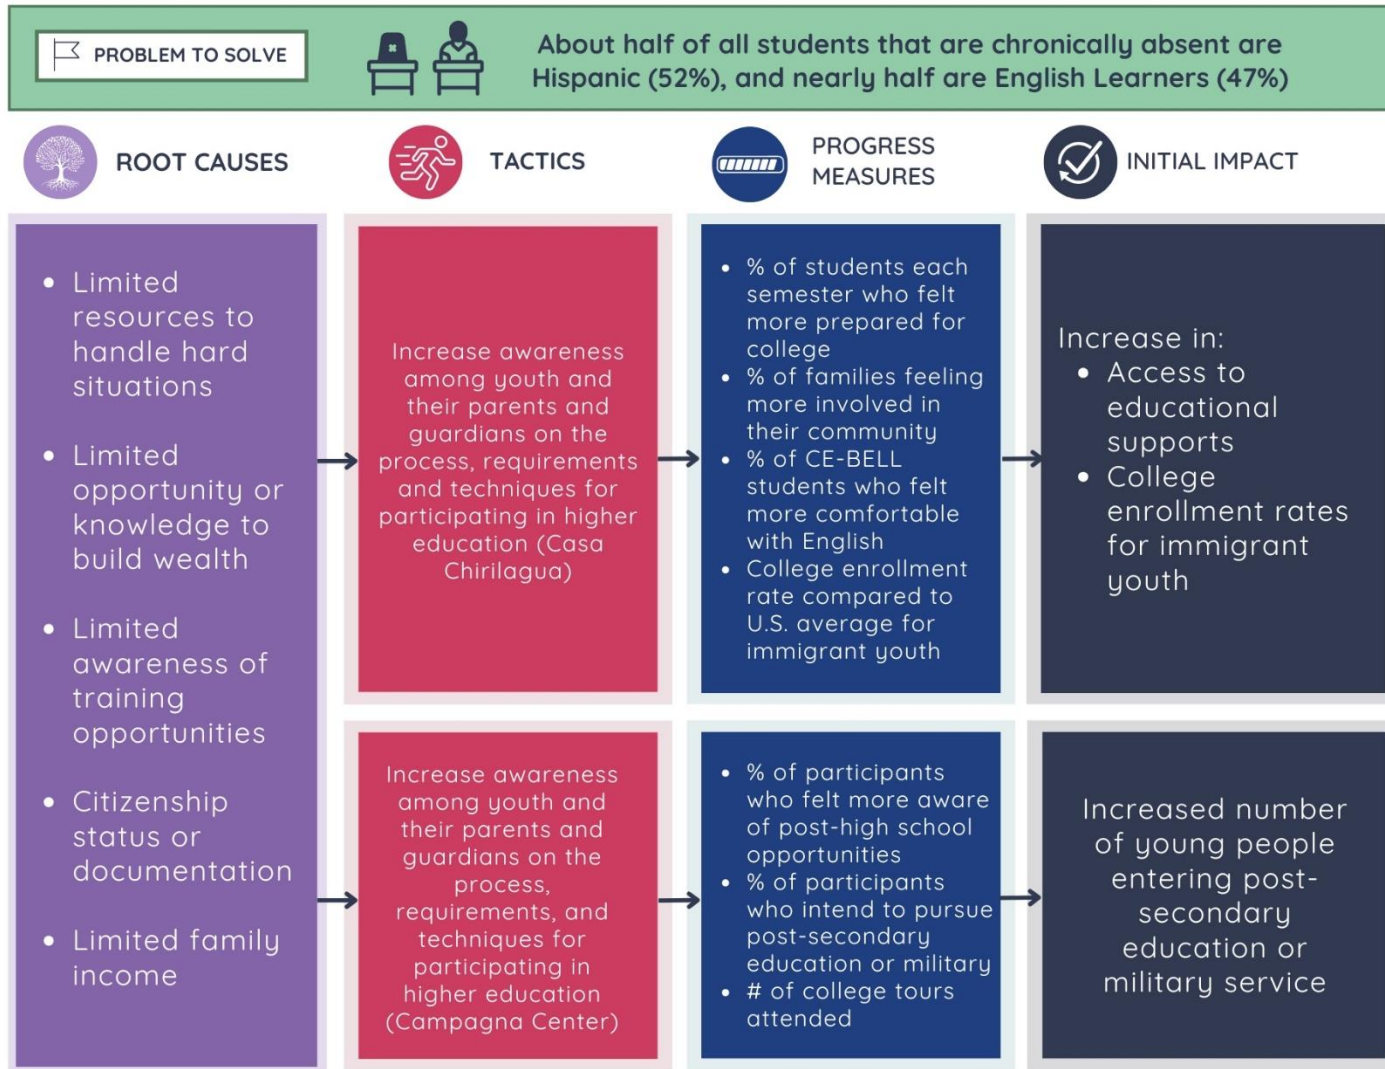 PROBLEM TO SOLVE
About half of all students that are chronically absent are
Hispanic (52%), and nearly half are English Learners (47%)
ROOT CAUSES
TACTICS
PROGRESS
MEASURES
INITIAL IMPACT
• Limited
resources to
handle hard
situations
• Limited
opportunity or
knowledge to
build wealth
• Limited
awareness of
training
opportunities
• Citizenship
status or
documentation
• Limited family
income
Increase awareness
among youth and
their parents and
guardians on the
process, requirements
and techniques for
participating in higher
education (Casa
Chirilagua)
• % of students each
semester who felt
more prepared for
college
• % of families feeling
more involved in
their community
• % of CE-BELL
students who felt
more comfortable
with English
• College enrollment
rate compared to
U.S. average for
immigrant youth
Increase in:
• Access to
educational
supports
• College
enrollment rates
for immigrant
youth
Increase awareness
among youth and
their parents and
guardians on the
process,
requirements, and
techniques for
participating in
higher education
(Campagna Center)
• % of participants
who felt more aware
of post-high school
opportunities
• % of participants
who intend to pursue
post-secondary
education or military
• # of college tours
attended
Increased number
of young people
entering post-
secondary
education or
military service